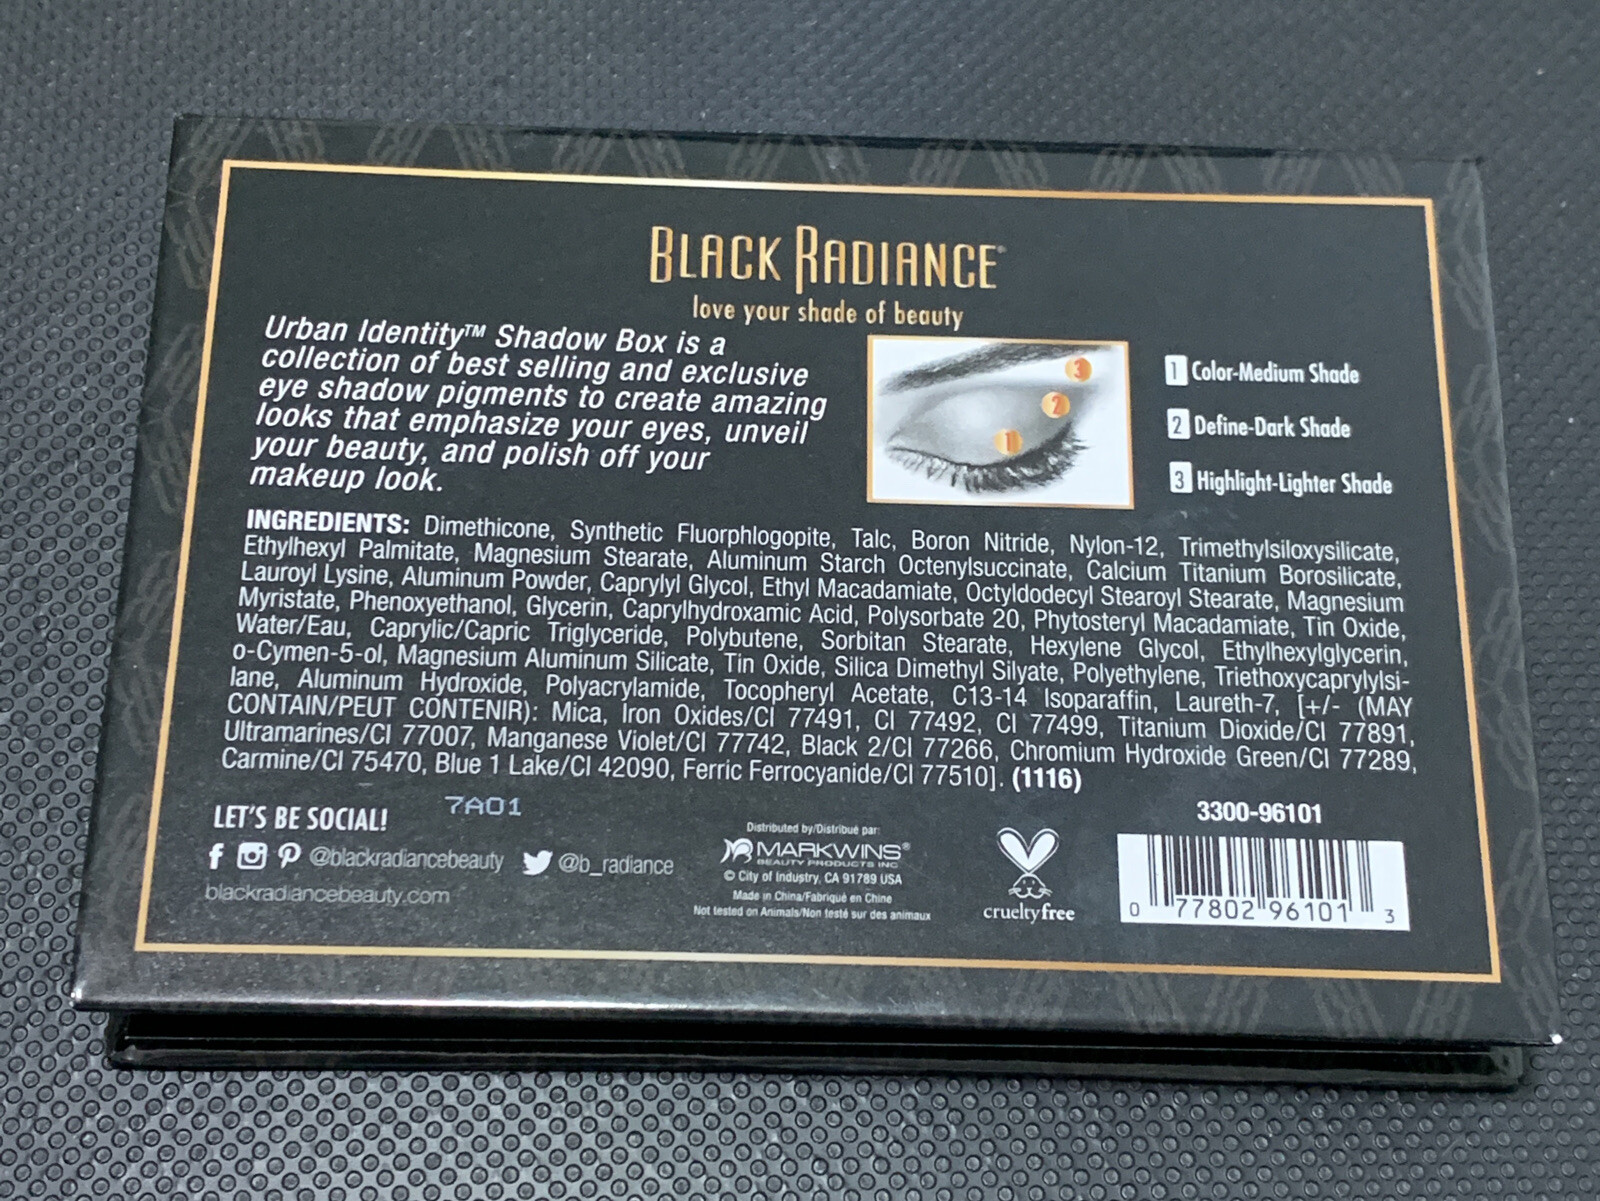 BLACK RADIANCE®
love your shade of beauty
Urban Identity™ Shadow Box is a
collection of best selling and exclusive
eye shadow pigments to create amazing
looks that emphasize your eyes, unveil
your beauty, and polish off your
makeup look.
3
2
1
1 Color-Medium Shade
2 Define-Dark Shade
3 Highlight-Lighter Shade
INGREDIENTS: Dimethicone, Synthetic Fluorphlogopite, Talc, Boron Nitride, Nylon-12, Trimethylsiloxysilicate,
Ethylhexyl Palmitate, Magnesium Stearate, Aluminum Starch Octenylsuccinate, Calcium Titanium Borosilicate,
Lauroyl Lysine, Aluminum Powder, Caprylyl Glycol, Ethyl Macadamiate, Octyldodecyl Stearoyl Stearate, Magnesium
Myristate, Phenoxyethanol, Glycerin, Caprylhydroxamic Acid, Polysorbate 20, Phytosteryl Macadamiate, Tin Oxide,
Water/Eau, Caprylic/Capric Triglyceride, Polybutene, Sorbitan Stearate, Hexylene Glycol, Ethylhexylglycerin,
o-Cymen-5-ol, Magnesium Aluminum Silicate, Tin Oxide, Silica Dimethyl Silyate, Polyethylene, Triethoxycaprylylsi-
lane, Aluminum Hydroxide, Polyacrylamide, Tocopheryl Acetate, C13-14 Isoparaffin, Laureth-7, [+/- (MAY
CONTAIN/PEUT CONTENIR): Mica, Iron Oxides/CI 77491, CI 77492, CI 77499, Titanium Dioxide/CI 77891,
Ultramarines/CI 77007, Manganese Violet/CI 77742, Black 2/CI 77266, Chromium Hydroxide Green/CI 77289,
Carmine/CI 75470, Blue 1 Lake/CI 42090, Ferric Ferrocyanide/CI 77510]. (1116)
LET'S BE SOCIAL!
7A01
@blackradiancebeauty @b_radiance
blackradiancebeauty.com
Distributed by/Distribué par:
MARKWINS®
BEAUTY PRODUCTS INC
© City of Industry, CA 91789 USA
Made in China/Fabriqué en Chine
Not tested on Animals/Non testé sur des animaux
crueltyfree
3300-96101
0 77802 96101 3